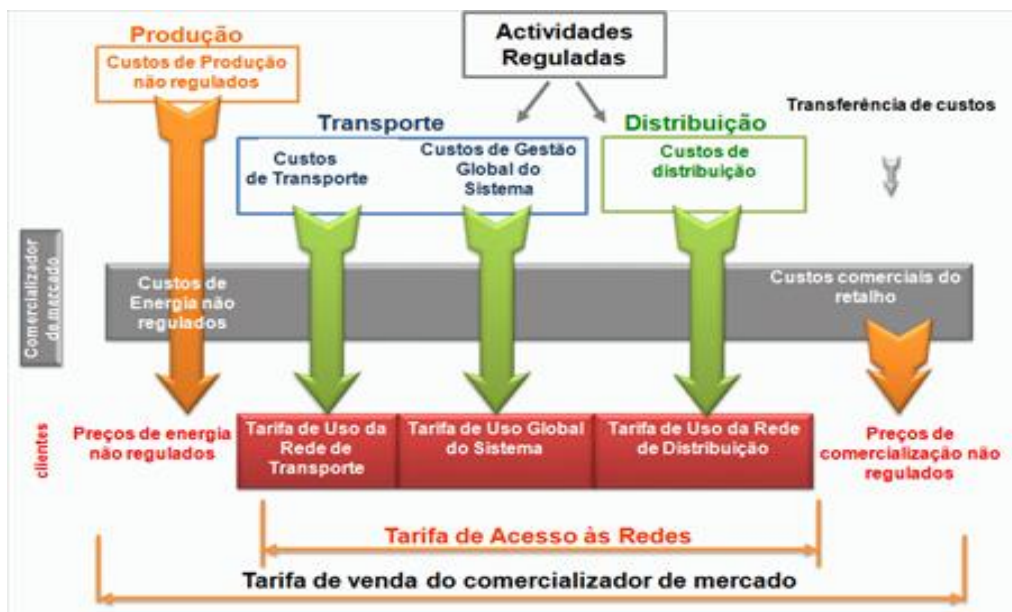 Produção
Custos de Produção
não regulados
Actividades
Reguladas
Transferência de custos
Transporte
Custos
de Transporte
Custos de Gestão
Global do
Sistema
Distribuição
Custos de
distribuição
Comercializador
de mercado
Custos de
Energia não
regulados
Custos comerciais do
retalho
clientes
Preços de energia
não regulados
Tarifa de Uso da
Rede de
Transporte
Tarifa de Uso Global
do Sistema
Tarifa de Uso da Rede
de Distribuição
Preços de
comercialização não
regulados
Tarifa de Acesso às Redes
Tarifa de venda do comercializador de mercado